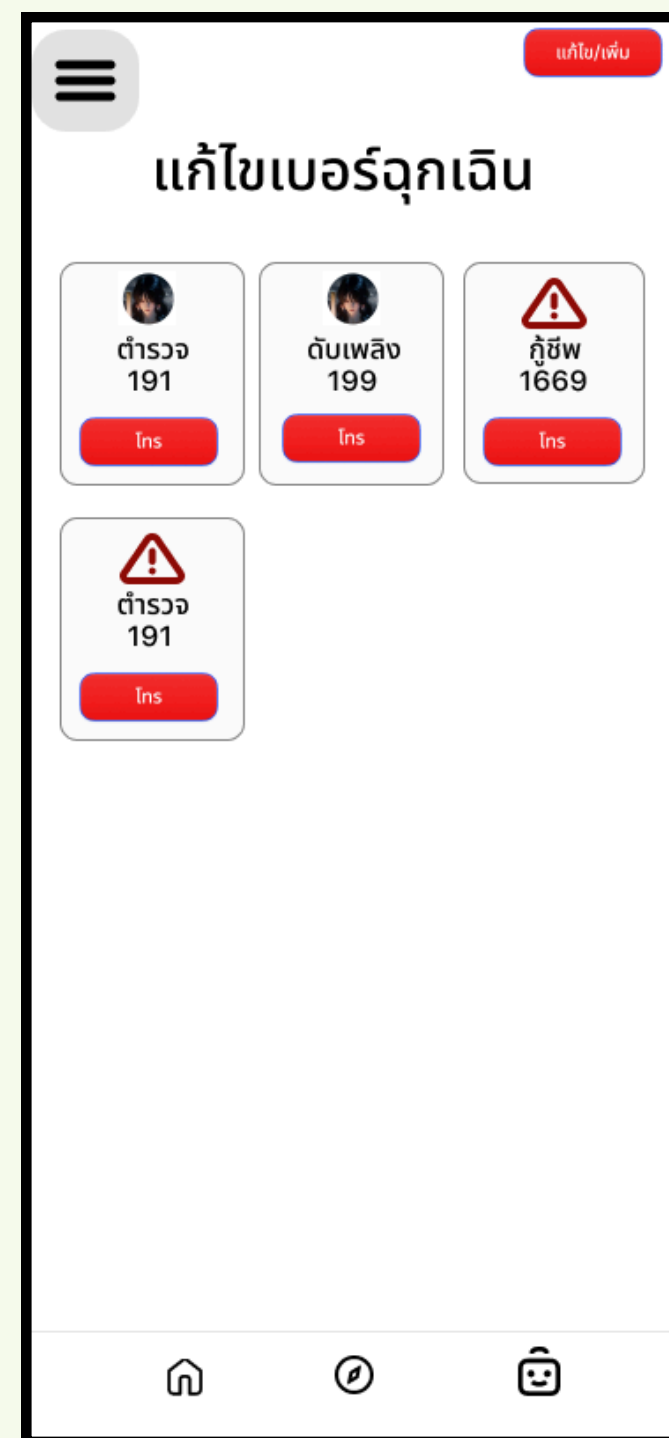 แก้ไข/เพิ่ม
แก้ไขเบอร์ฉุกเฉิน
ตำรวจ
191
โทร
ดับเพลิง
199
โทร
กู้ชีพ
1669
โทร
ตำรวจ
191
โทร